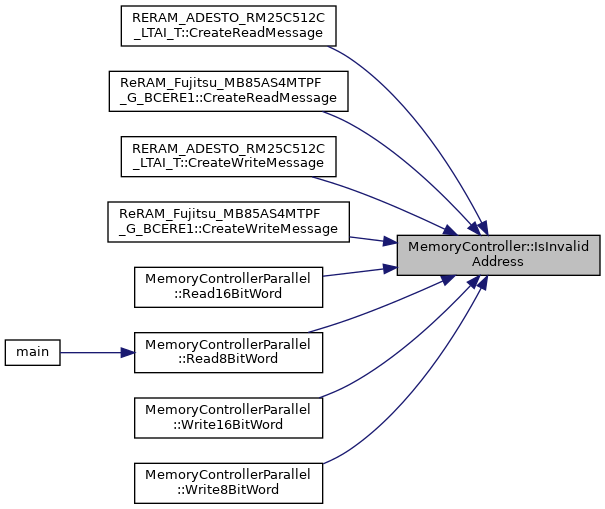 RERAM_ADESTO_RM25C512C
_LTAI_T::CreateReadMessage
ReRAM_Fujitsu_MB85AS4MTPF
_G_BCERE1::CreateReadMessage
RERAM_ADESTO_RM25C512C
_LTAI_T::CreateWriteMessage
ReRAM_Fujitsu_MB85AS4MTPF
_G_BCERE1::CreateWriteMessage
MemoryController::IsInvalid
Address
MemoryControllerParallel
::Read16BitWord
main
MemoryControllerParallel
::Read8BitWord
MemoryControllerParallel
::Write16BitWord
MemoryControllerParallel
::Write8BitWord